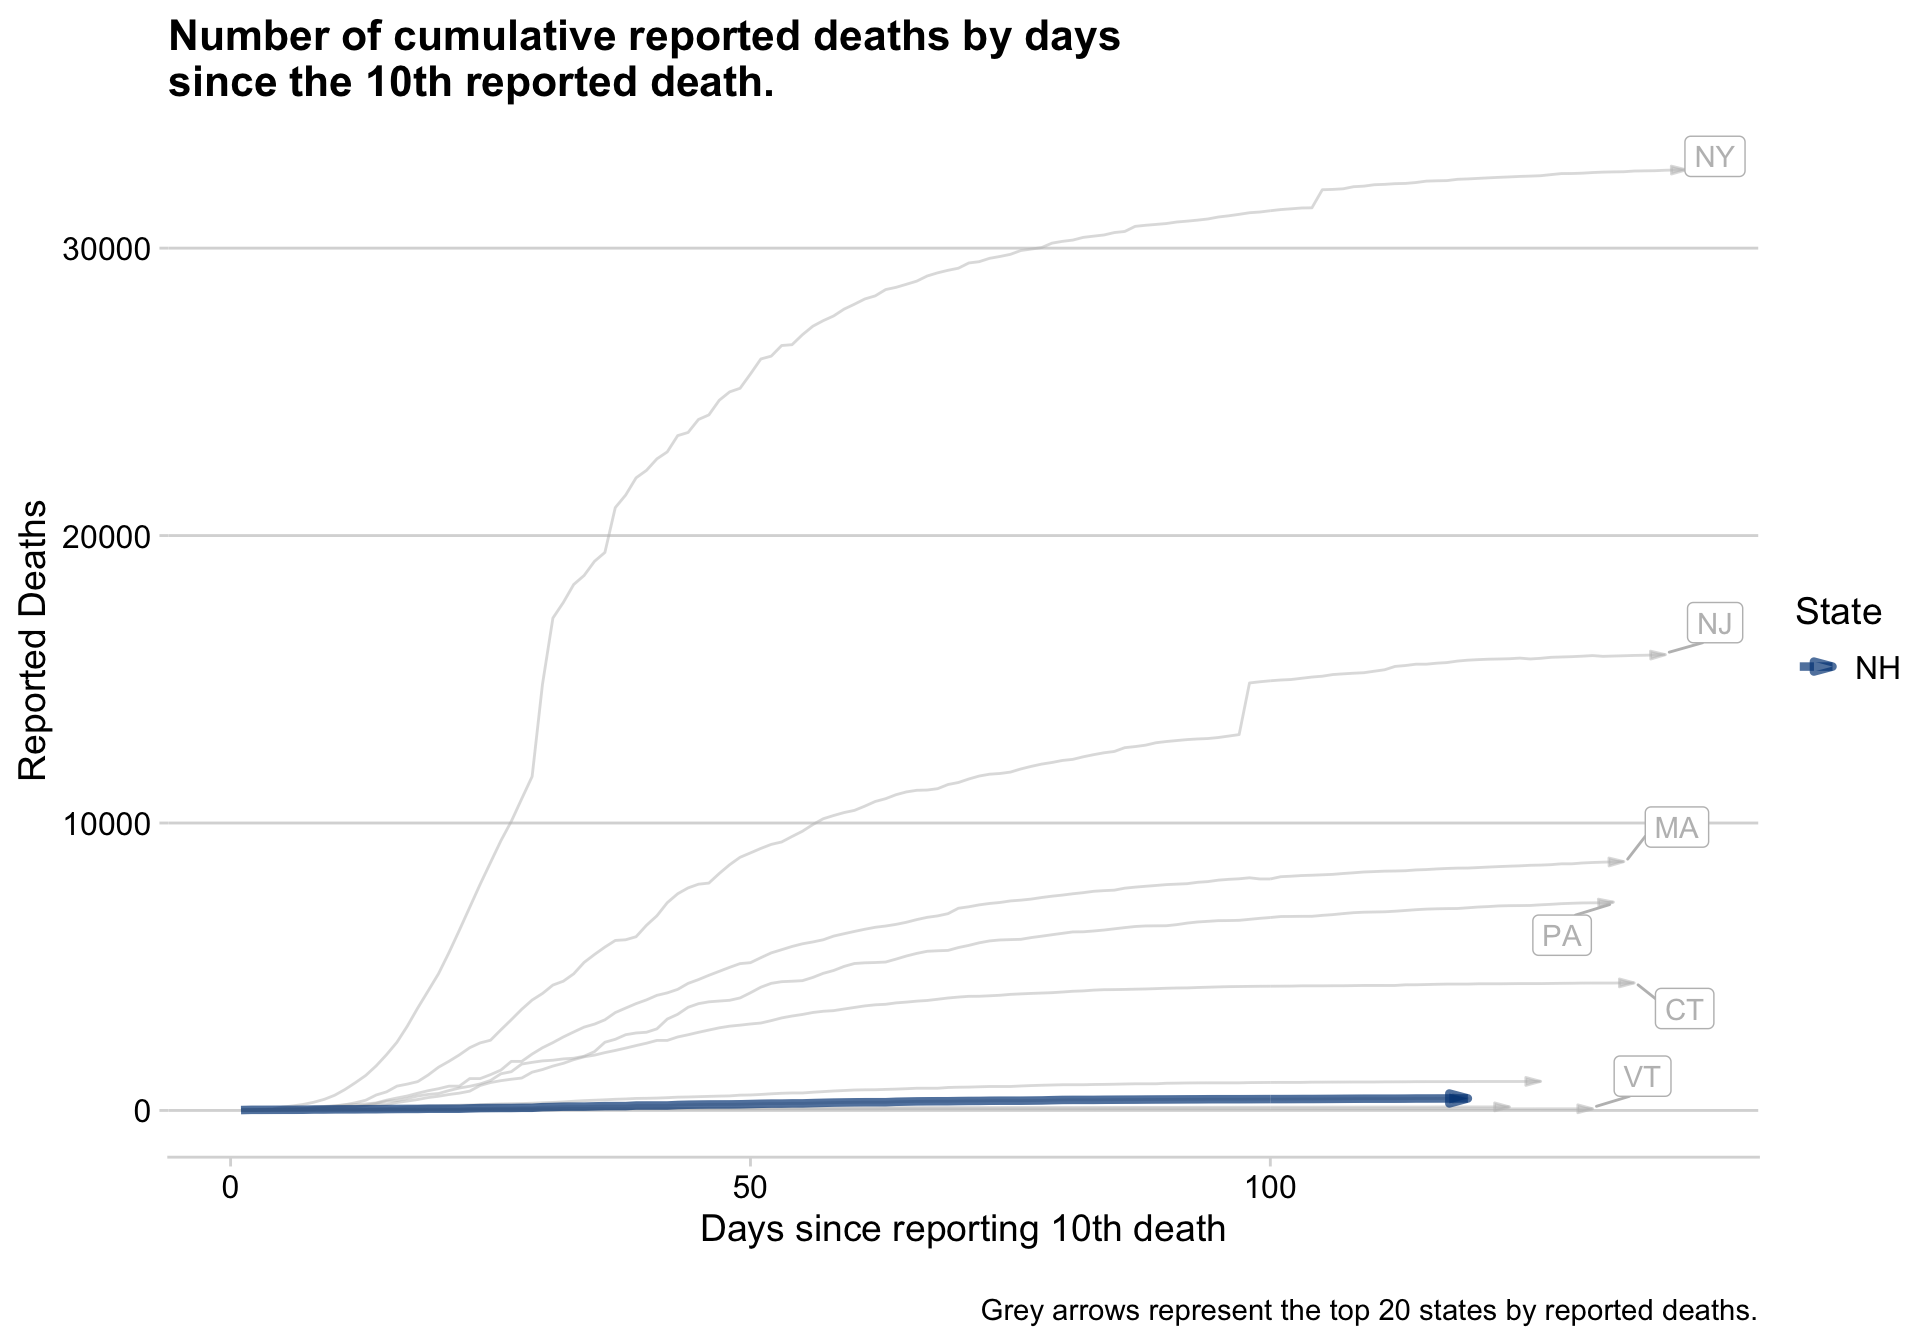 Number of cumulative reported deaths by days
since the 10th reported death.
NY
30000
20000
NJ
10000
MA
PA
CT
VT
0
Reported Deaths
State
NH
0 50 100
Days since reporting 10th death
Grey arrows represent the top 20 states by reported deaths.